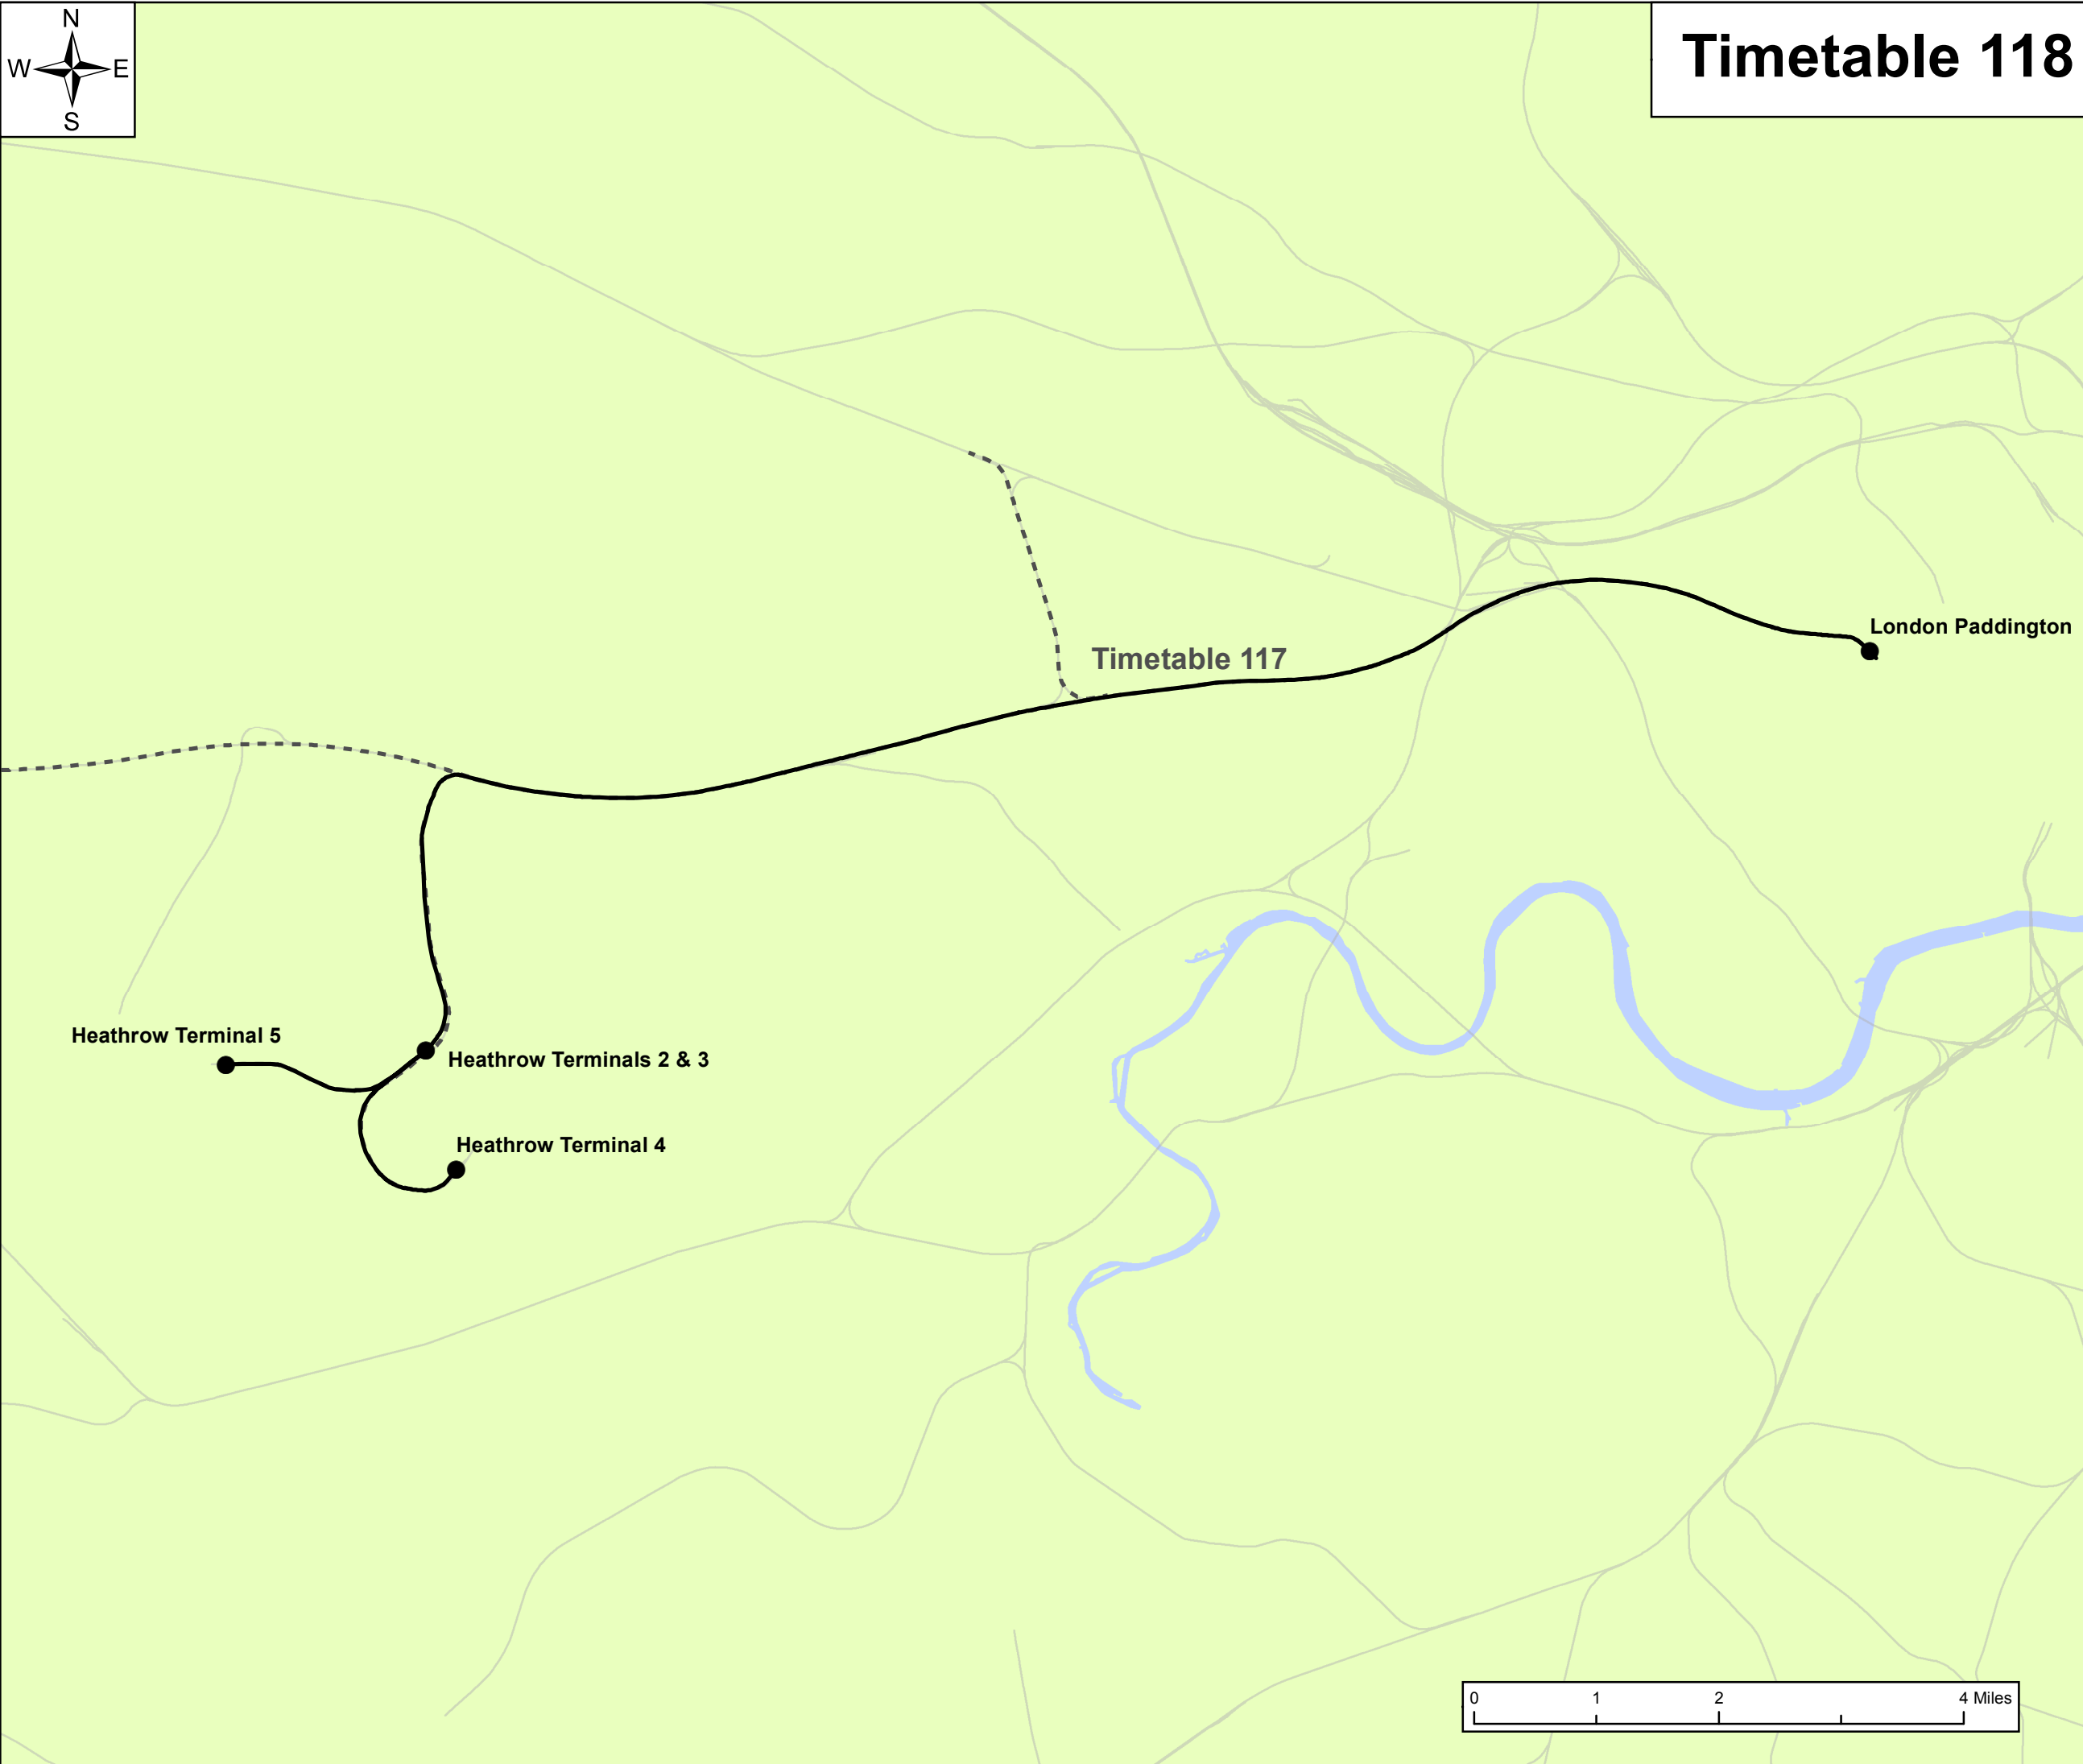 N
W E
S
Timetable 118
London Paddington
Timetable 117
Heathrow Terminal 5
Heathrow Terminals 2 & 3
Heathrow Terminal 4
0 1 2 4 Miles